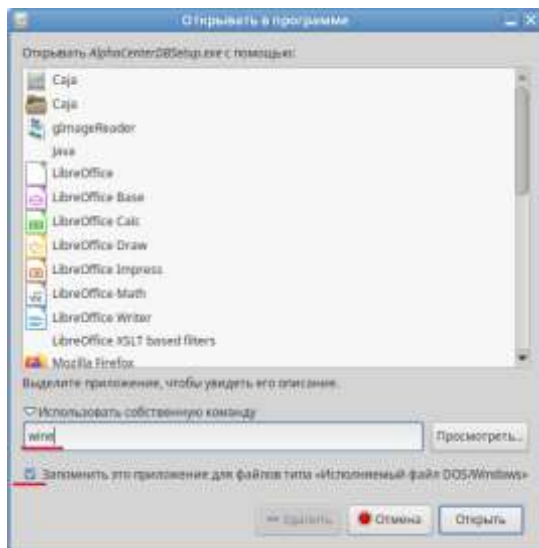 Открывать в программе
Открывать AlphaCenterDBSetup.exe с помощью:
Caja
Caja
gImageReader
Java
LibreOffice
LibreOffice Base
LibreOffice Calc
LibreOffice Draw
LibreOffice Impress
LibreOffice Math
LibreOffice Writer
LibreOffice XSLT based filters
Mozilla Firefox
Выделите приложение, чтобы увидеть его описание.
Использовать собственную команду
wine
Просмотреть...
Запомнить это приложение для файлов типа «Исполняемый файл DOS/Windows»
Удалить Отмена Открыть